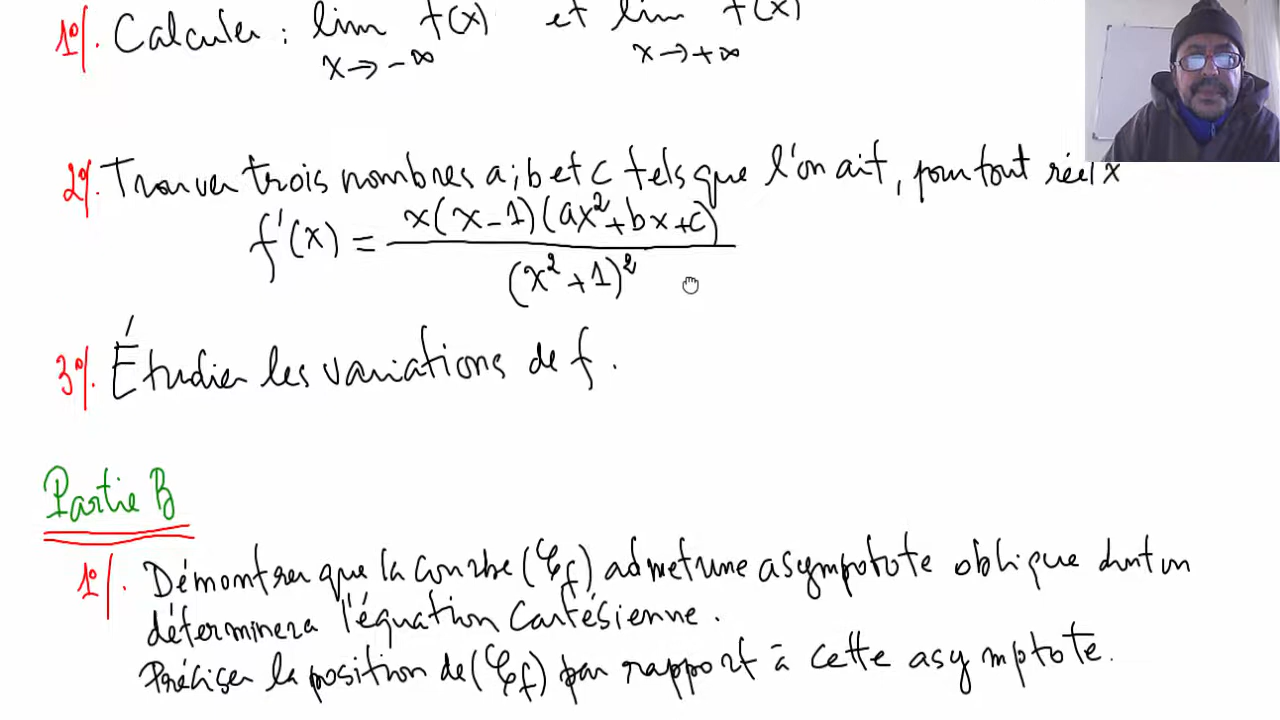 1°/. Calculer : lim f(x) et lim f(x)
x→-∞ x→+∞
2°/. Trouver trois nombres a; b et c tels que l'on ait, pour tout réel x
f'(x) = x(x-1)(ax²+bx+c)
(x²+1)²
3°/. Étudier les variations de f.
Partie B
1°/. Démontrer que la courbe (𝒞f) admet une asymptote oblique dont on
déterminera l'équation Cartésienne.
Préciser la position de (𝒞f) par rapport à cette asymptote.